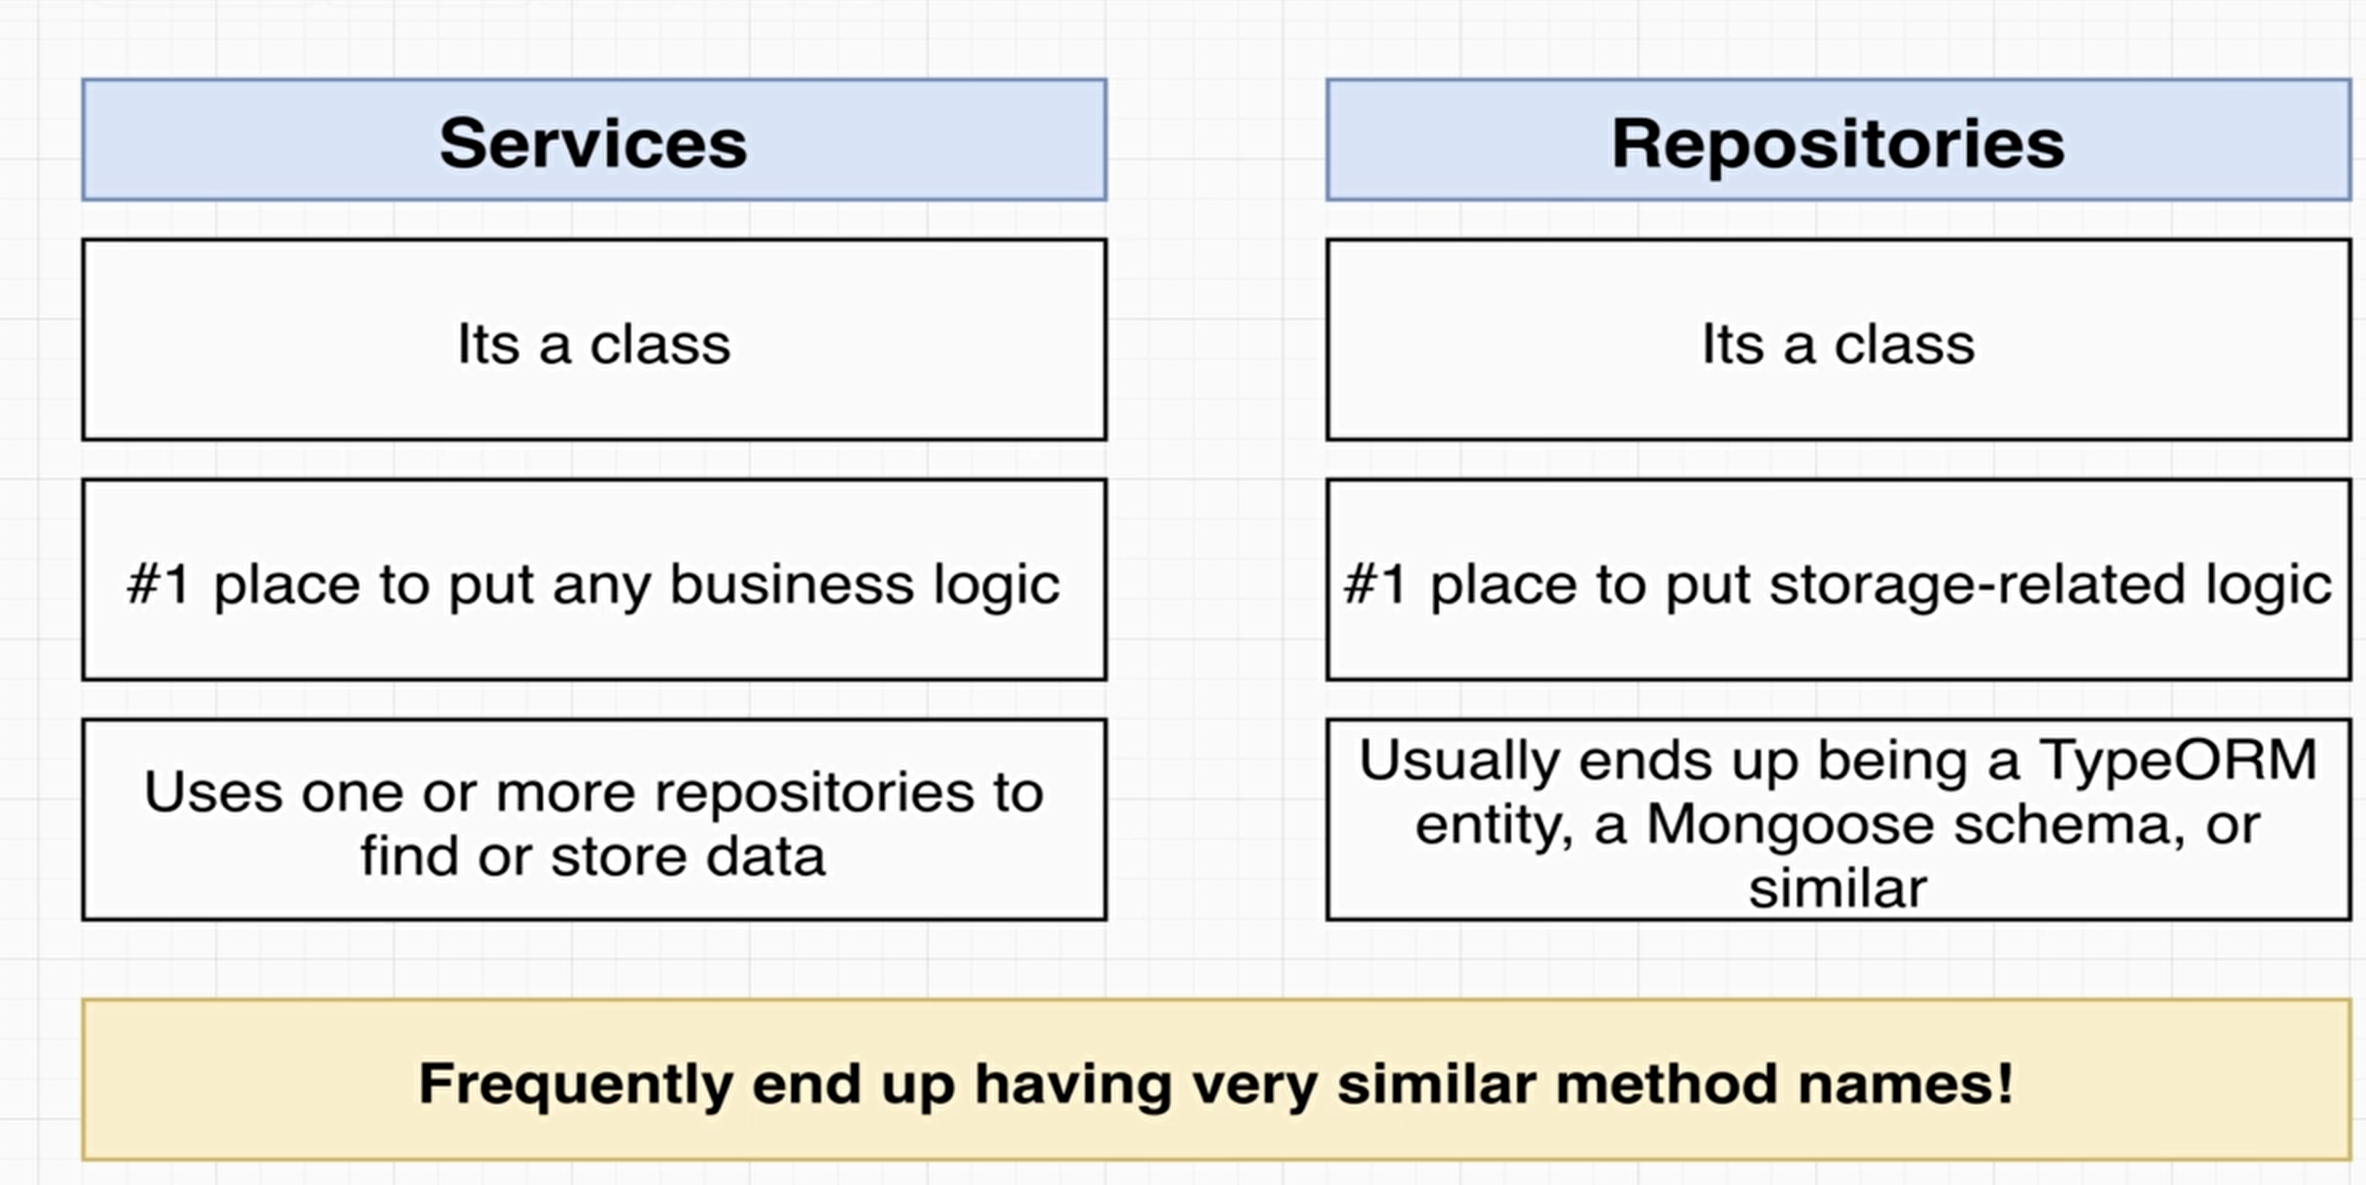 Services
Repositories
Its a class
Its a class
#1 place to put any business logic
#1 place to put storage-related logic
Uses one or more repositories to
find or store data
Usually ends up being a TypeORM
entity, a Mongoose schema, or
similar
Frequently end up having very similar method names!